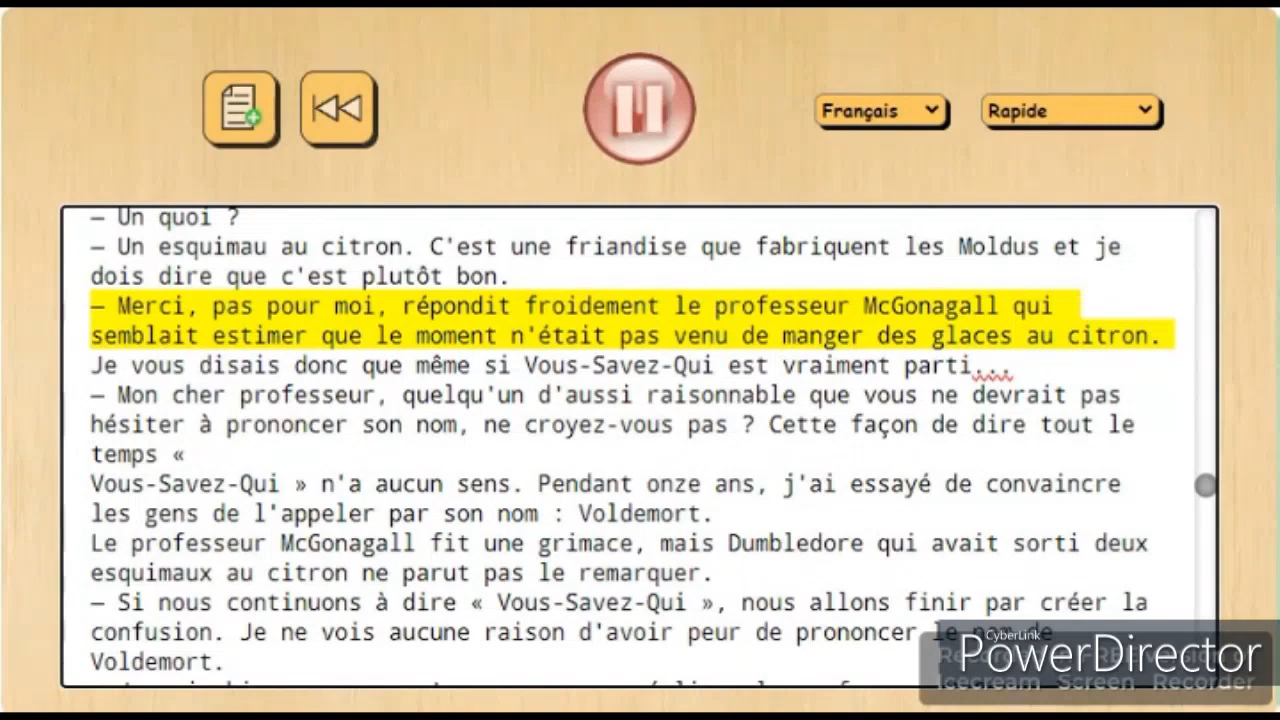 Français
Rapide
– Un quoi ?
– Un esquimau au citron. C'est une friandise que fabriquent les Moldus et je
dois dire que c'est plutôt bon.
– Merci, pas pour moi, répondit froidement le professeur McGonagall qui
semblait estimer que le moment n'était pas venu de manger des glaces au citron.
Je vous disais donc que même si Vous-Savez-Qui est vraiment parti...
– Mon cher professeur, quelqu'un d'aussi raisonnable que vous ne devrait pas
hésiter à prononcer son nom, ne croyez-vous pas ? Cette façon de dire tout le
temps «
Vous-Savez-Qui » n'a aucun sens. Pendant onze ans, j'ai essayé de convaincre
les gens de l'appeler par son nom : Voldemort.
Le professeur McGonagall fit une grimace, mais Dumbledore qui avait sorti deux
esquimaux au citron ne parut pas le remarquer.
– Si nous continuons à dire « Vous-Savez-Qui », nous allons finir par créer la
confusion. Je ne vois aucune raison d'avoir peur de prononcer le nom de
Voldemort.
CyberLink
PowerDirector
Icecream Screen Recorder